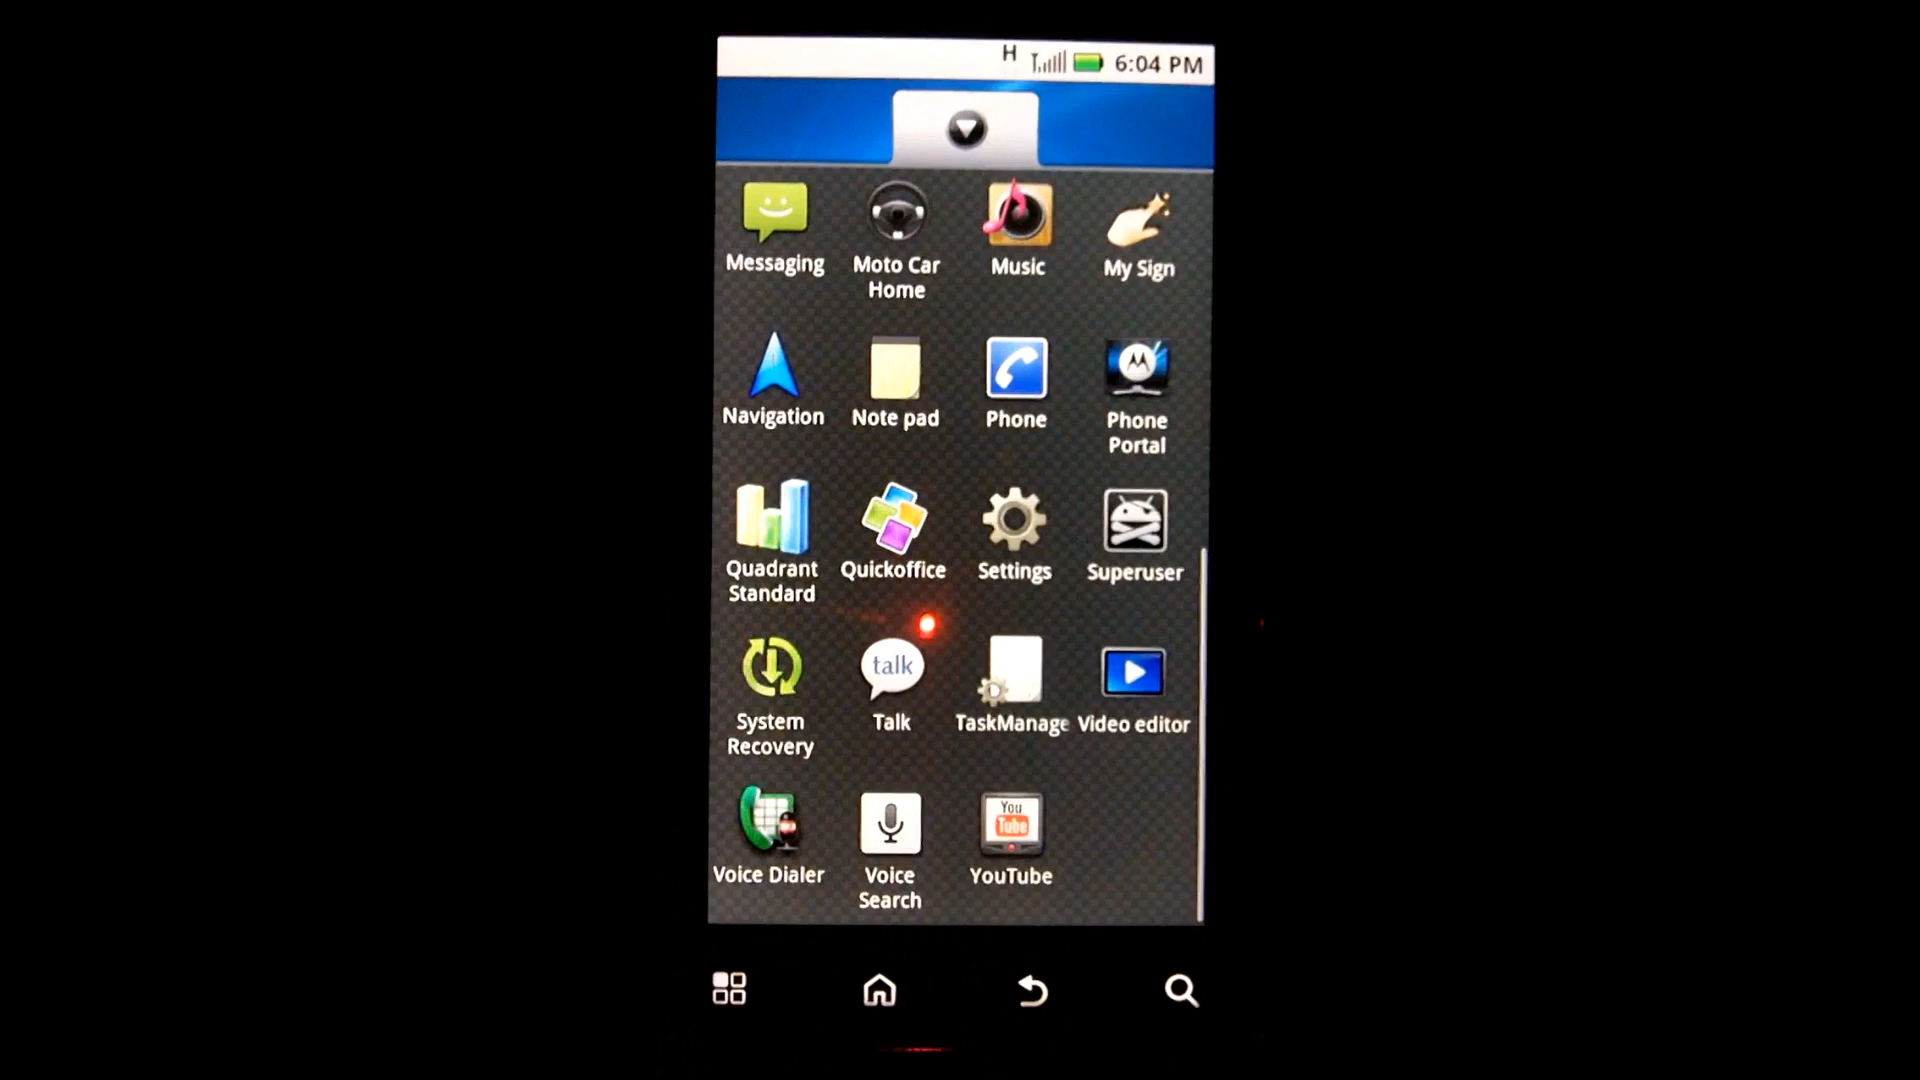 H 6:04 PM
Messaging Moto Car Music My Sign
Home
Navigation Note pad Phone Phone
Portal
Quadrant Quickoffice Settings Superuser
Standard
talk
System Talk TaskManage Video editor
Recovery
You
Tube
Voice Dialer Voice YouTube
Search